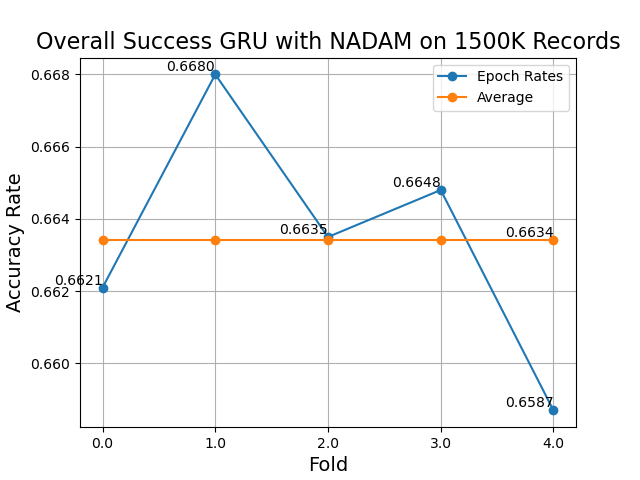 Overall Success GRU with NADAM on 1500K Records
Epoch Rates
Average
0.668
0.666
0.664
0.662
0.660
Accuracy Rate
0.6621
0.6680
0.6635
0.6648
0.6634
0.6587
0.0 1.0 2.0 3.0 4.0
Fold